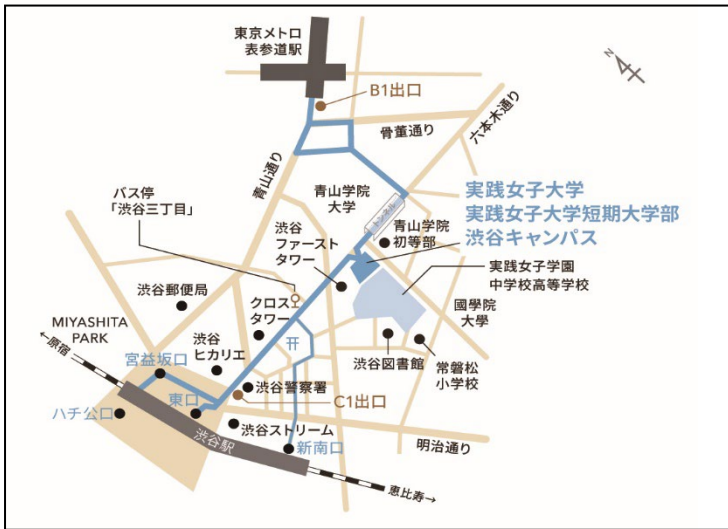 東京メトロ
表参道駅
N
B1出口
骨董通り
六本木通り
青山通り
バス停
「渋谷三丁目」
青山学院
大学
トンネル
実践女子大学
実践女子大学短期大学部
渋谷キャンパス
渋谷
ファースト
タワー
青山学院
初等部
実践女子学園
中学校高等学校
渋谷郵便局
クロス
タワー
國學院
大學
MIYASHITA
PARK
渋谷
ヒカリエ
渋谷図書館
常磐松
小学校
←原宿
宮益坂口
渋谷警察署
C1出口
ハチ公口
東口
渋谷ストリーム
明治通り
渋谷駅
新南口
恵比寿→